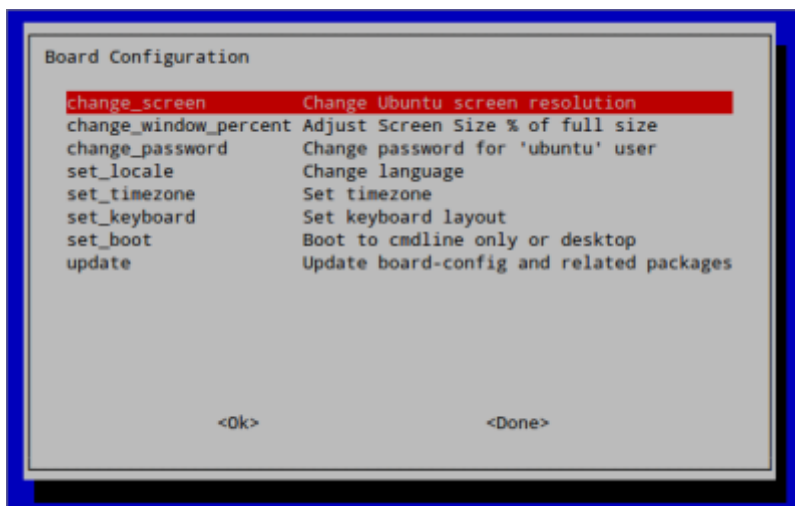 Board Configuration
change_screen Change Ubuntu screen resolution
change_window_percent Adjust Screen Size % of full size
change_password Change password for 'ubuntu' user
set_locale Change language
set_timezone Set timezone
set_keyboard Set keyboard layout
set_boot Boot to cmdline only or desktop
update Update board-config and related packages
<Ok> <Done>